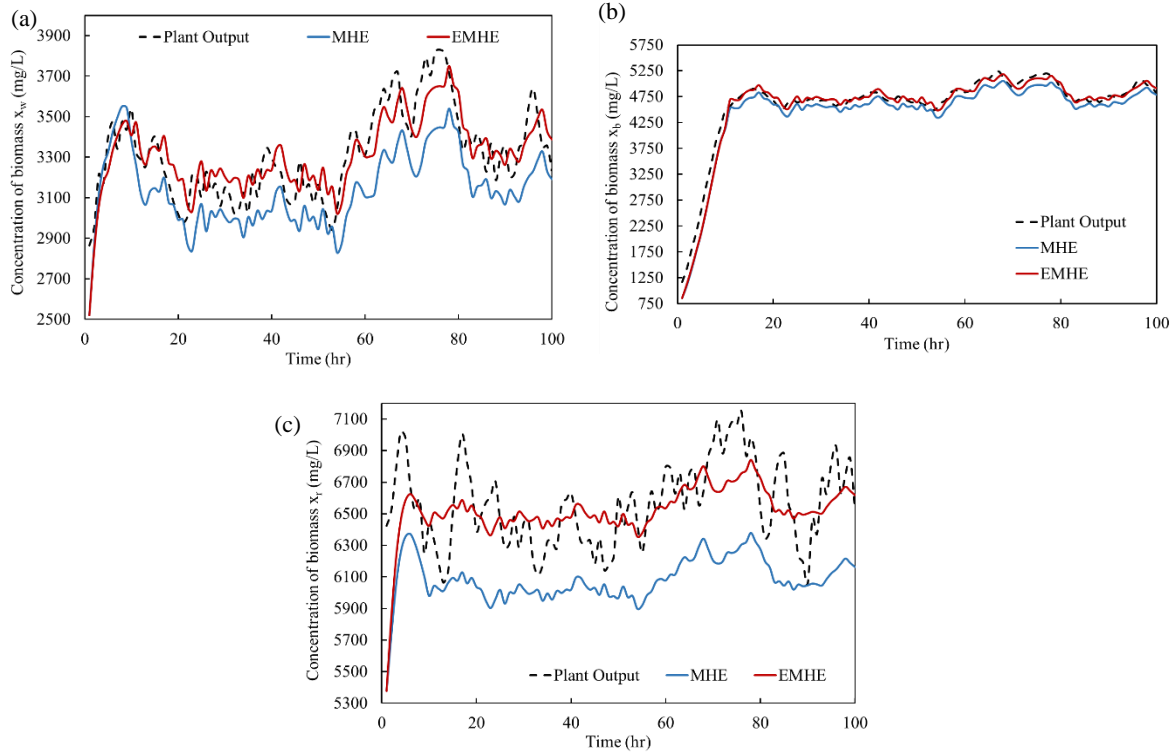 (a)
Plant Output MHE EMHE
Concentration of biomass xw (mg/L)
3900
3700
3500
3300
3100
2900
2700
2500
0 20 40 60 80 100
Time (hr)
(b)
Concentration of biomass xb (mg/L)
5750
5250
4750
4250
3750
3250
2750
2250
1750
1250
750
Plant Output
MHE
EMHE
0 20 40 60 80 100
Time (hr)
(c)
Concentration of biomass xr (mg/L)
7100
6900
6700
6500
6300
6100
5900
5700
5500
5300
Plant Output MHE EMHE
0 20 40 60 80 100
Time (hr)